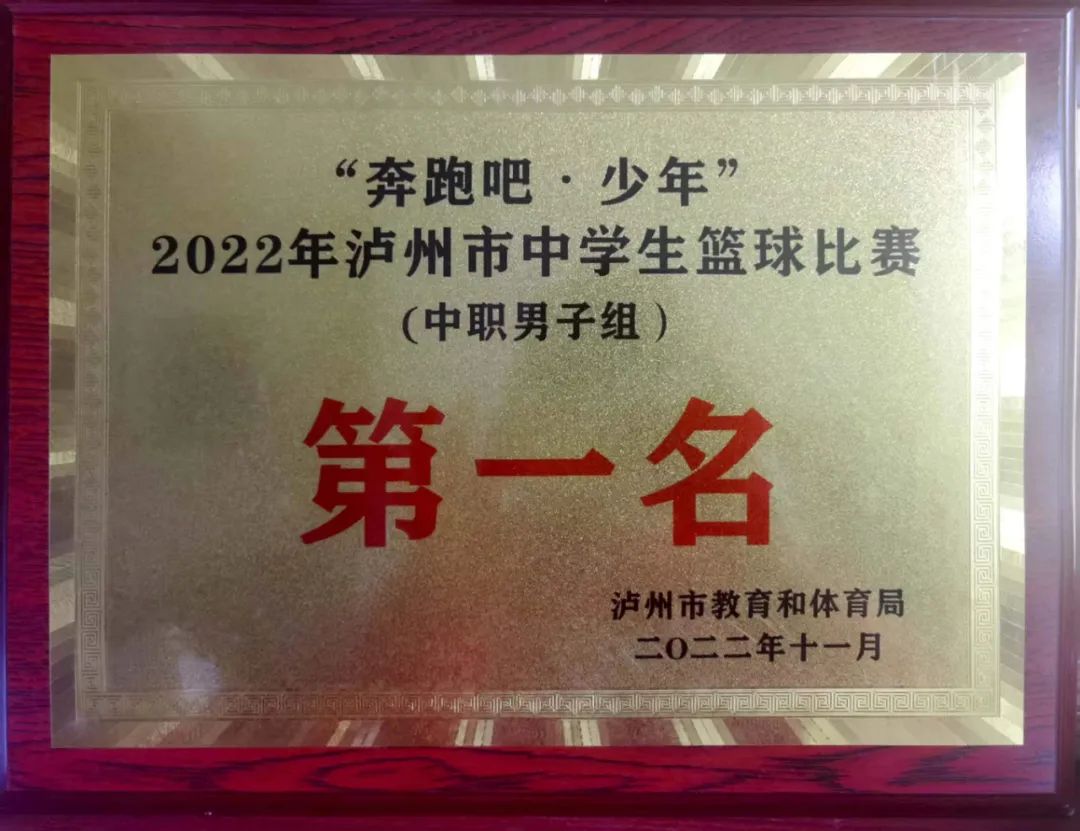 “奔跑吧·少年”
2022年泸州市中学生篮球比赛
(中职男子组)
第一名
泸州市教育和体育局
二〇二二年十一月